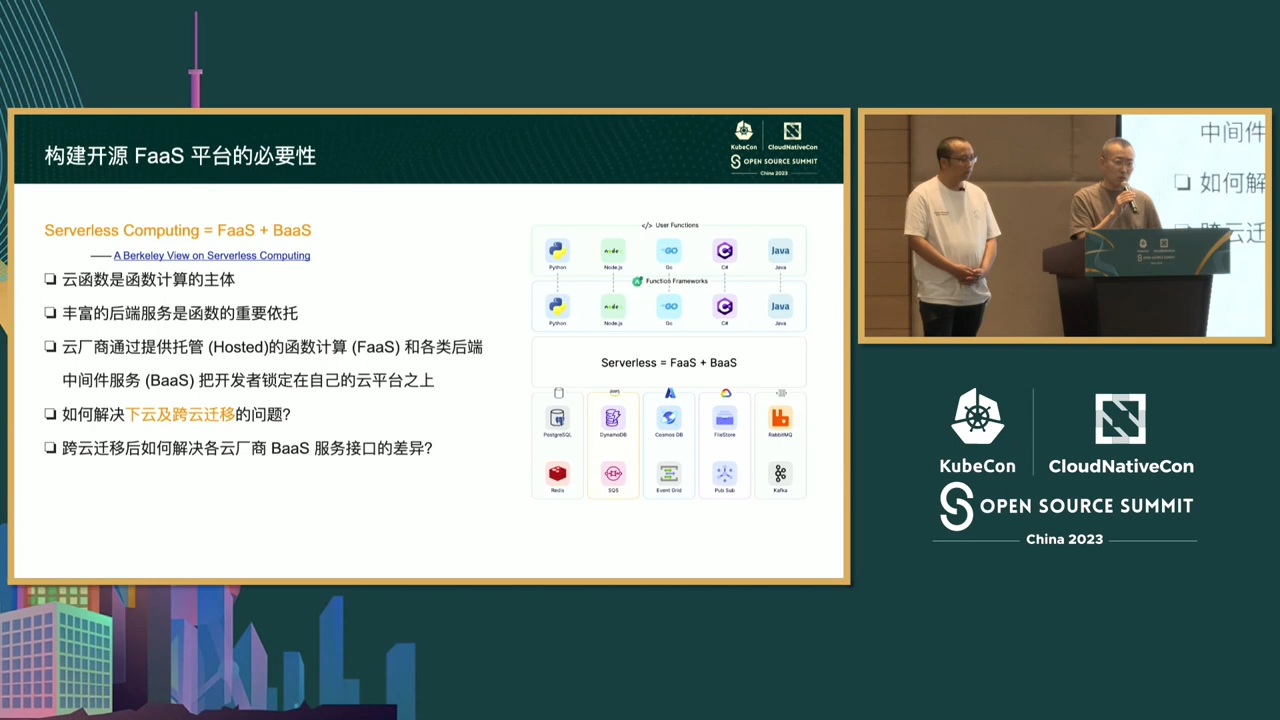 构建开源 FaaS 平台的必要性
KubeCon
CloudNativeCon
OPEN SOURCE SUMMIT
China 2023
Serverless Computing = FaaS + BaaS
—— A Berkeley View on Serverless Computing
❏ 云函数是函数计算的主体
❏ 丰富的后端服务是函数的重要依托
❏ 云厂商通过提供托管 (Hosted)的函数计算 (FaaS) 和各类后端
中间件服务 (BaaS) 把开发者锁定在自己的云平台之上
❏ 如何解决下云及跨云迁移的问题?
❏ 跨云迁移后如何解决各云厂商 BaaS 服务接口的差异?
</> User Functions
Python Node.js Go C# Java
Function Frameworks
Python Node.js Go C# Java
Serverless = FaaS + BaaS
PostgreSQL DynamoDB Cosmos DB FileStore RabbitMQ
Redis SQS Event Grid Pub Sub Kafka
中间件
❏ 如何解
跨云迁
KubeCon CloudNativeCon
OPEN SOURCE SUMMIT
China 2023